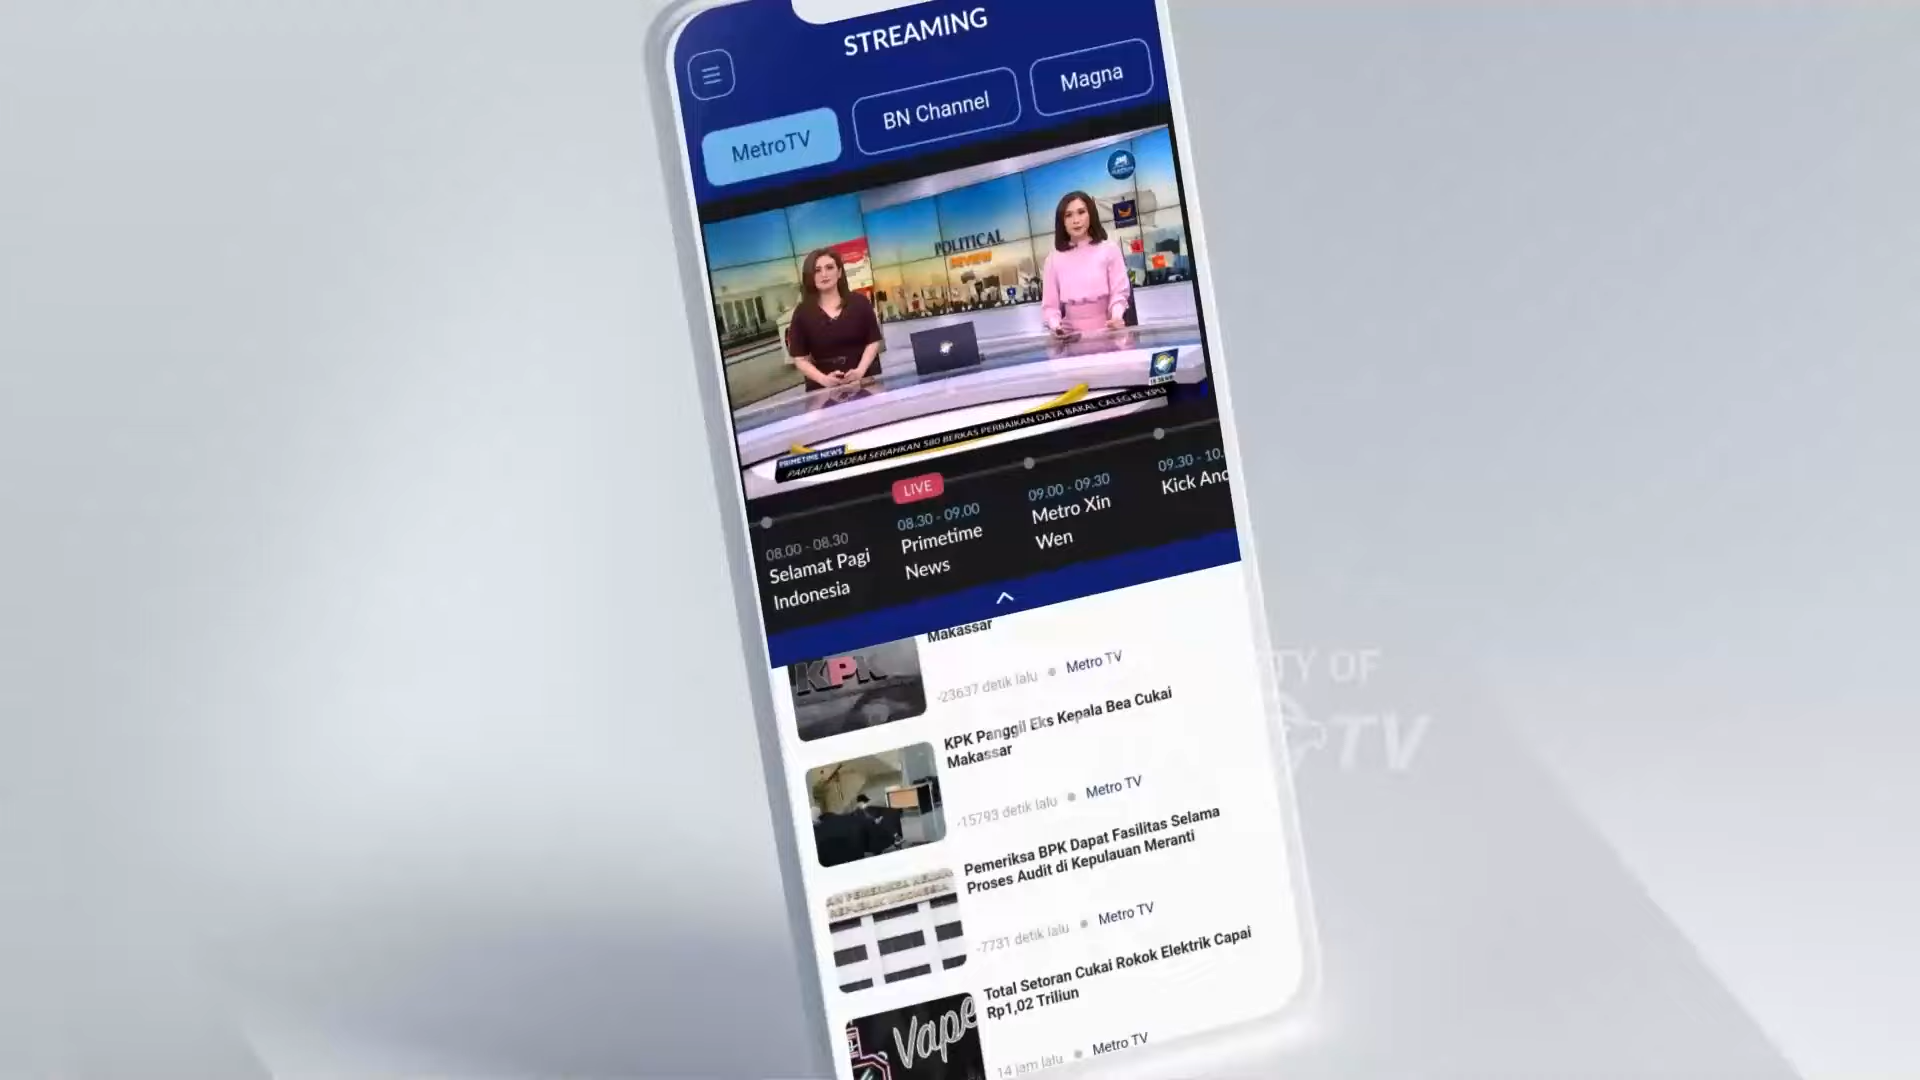 STREAMING
MetroTV
BN Channel
Magna
POLITICAL
REVIEW
PRIMETIME NEWS
PARTAI NASDEM SERAHKAN 580 BERKAS PERBAIKAN DATA BAKAL CALEG KE KPU
LIVE
08.00 - 08.30
Selamat Pagi
Indonesia
08.30 - 09.00
Primetime
News
09.00 - 09.30
Metro Xin
Wen
09.30 - 10.
Kick And
Makassar
KPK
-23637 detik lalu
Metro TV
KPK Panggil Eks Kepala Bea Cukai
Makassar
-15793 detik lalu
Metro TV
Pemeriksa BPK Dapat Fasilitas Selama
Proses Audit di Kepulauan Meranti
REPUBLIK INDONESIA
-7731 detik lalu
Metro TV
Total Setoran Cukai Rokok Elektrik Capai
Rp1,02 Triliun
Vape
14 jam lalu
Metro TV
TY OF
TV